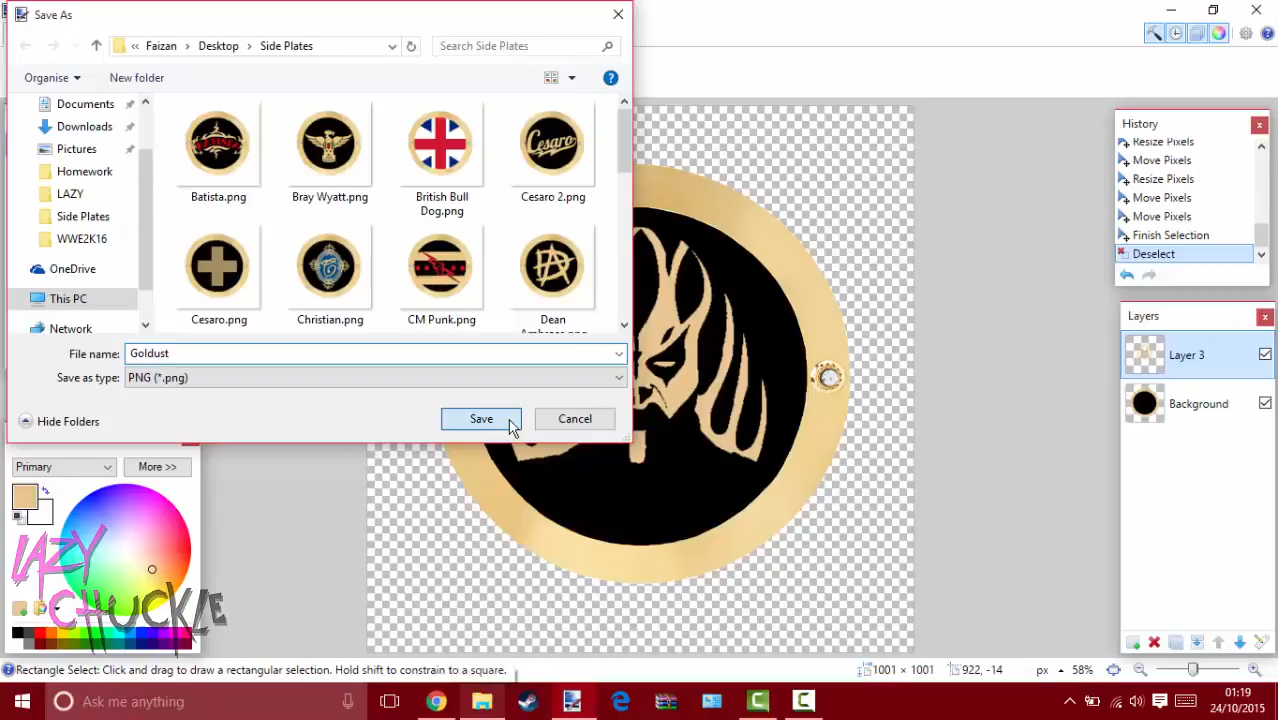 Save As
« Faizan > Desktop > Side Plates
Search Side Plates
Organise
New folder
Documents
Downloads
Pictures
Homework
LAZY
Side Plates
WWE2K16
OneDrive
This PC
Network
Cesaro
Batista.png
Bray Wyatt.png
British Bull
Dog.png
Cesaro 2.png
Cesaro.png
Christian.png
CM Punk.png
Dean
File name:
Goldust
Save as type:
PNG (*.png)
Hide Folders
Save
Cancel
History
Resize Pixels
Move Pixels
Resize Pixels
Move Pixels
Move Pixels
Finish Selection
Deselect
Layers
Layer 3
Background
Primary
More >>
LAZY
CHUCKLE
Rectangle Select: Click and drag to draw a rectangular selection. Hold shift to constrain to a square.
1001 × 1001
922, -14
px
58%
Ask me anything
01:19
24/10/2015